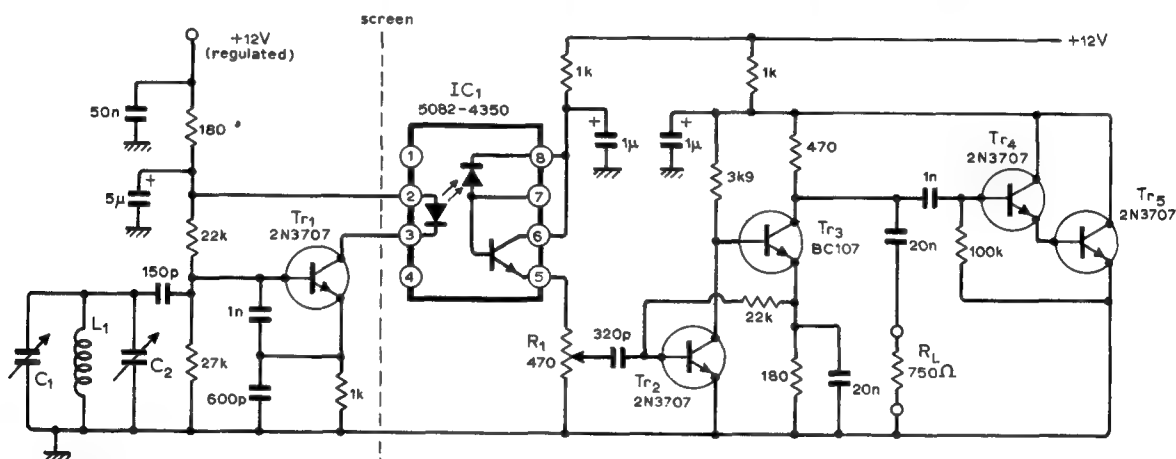 screen
+12V
(regulated)
+12V
50n
180
5µ
22k
150p
Tr1
2N3707
1n
L1
C1
C2
27k
600p
1k
IC1
5082-4350
1
2
3
4
8
7
6
5
1k
+
1µ
R1
470
320p
Tr2
2N3707
+
1µ
1k
3k9
470
Tr3
BC107
22k
180
20n
20n
RL
750Ω
1n
100k
Tr4
2N3707
Tr5
2N3707
+